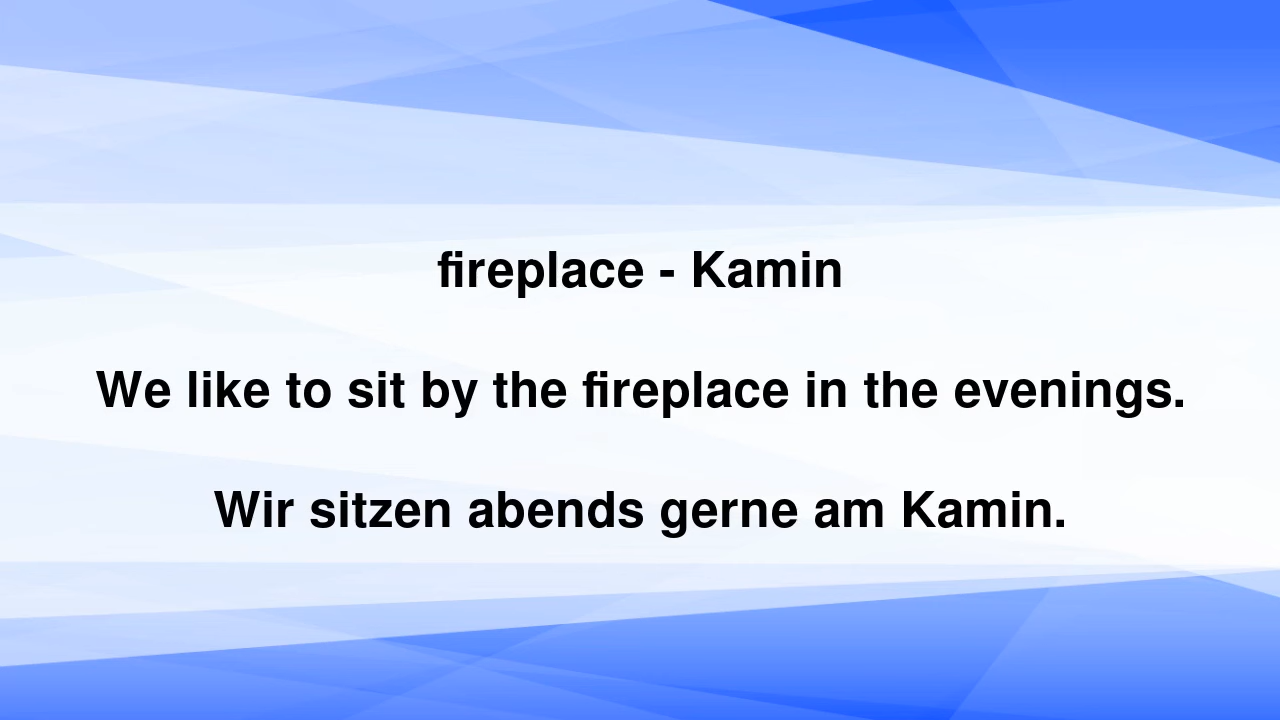 fireplace - Kamin
We like to sit by the fireplace in the evenings.
Wir sitzen abends gerne am Kamin.